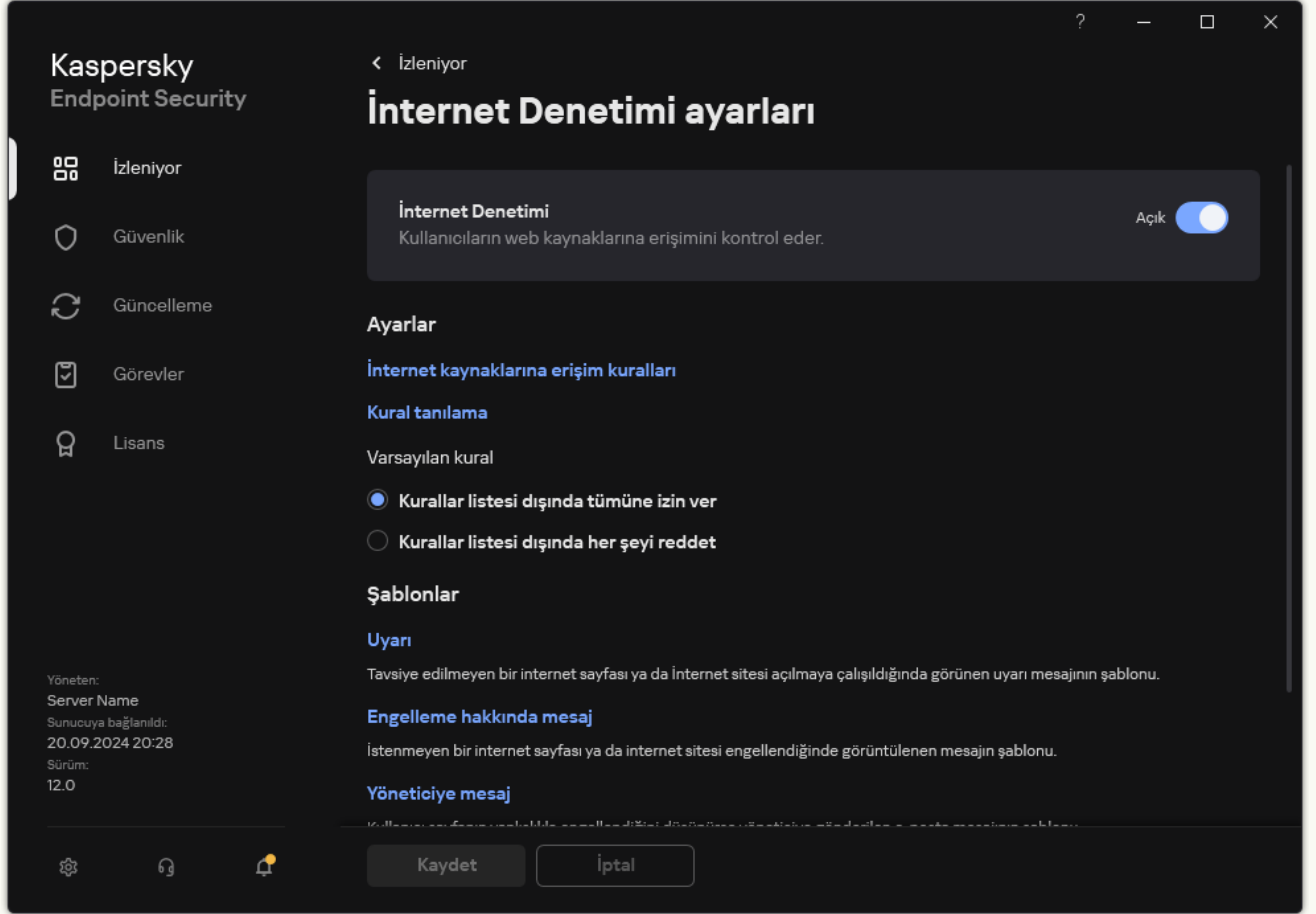 ?
Kaspersky
Endpoint Security
İzleniyor
Güvenlik
Güncelleme
Görevler
Lisans
Yöneten:
Server Name
Sunucuya bağlanıldı:
20.09.2024 20:28
Sürüm:
12.0
İzleniyor
İnternet Denetimi ayarları
İnternet Denetimi
Kullanıcıların web kaynaklarına erişimini kontrol eder.
Açık
Ayarlar
İnternet kaynaklarına erişim kuralları
Kural tanılama
Varsayılan kural
Kurallar listesi dışında tümüne izin ver
Kurallar listesi dışında her şeyi reddet
Şablonlar
Uyarı
Tavsiye edilmeyen bir internet sayfası ya da İnternet sitesi açılmaya çalışıldığında görünen uyarı mesajının şablonu.
Engelleme hakkında mesaj
İstenmeyen bir internet sayfası ya da internet sitesi engellendiğinde görüntülenen mesajın şablonu.
Yöneticiye mesaj
Kaydet
İptal